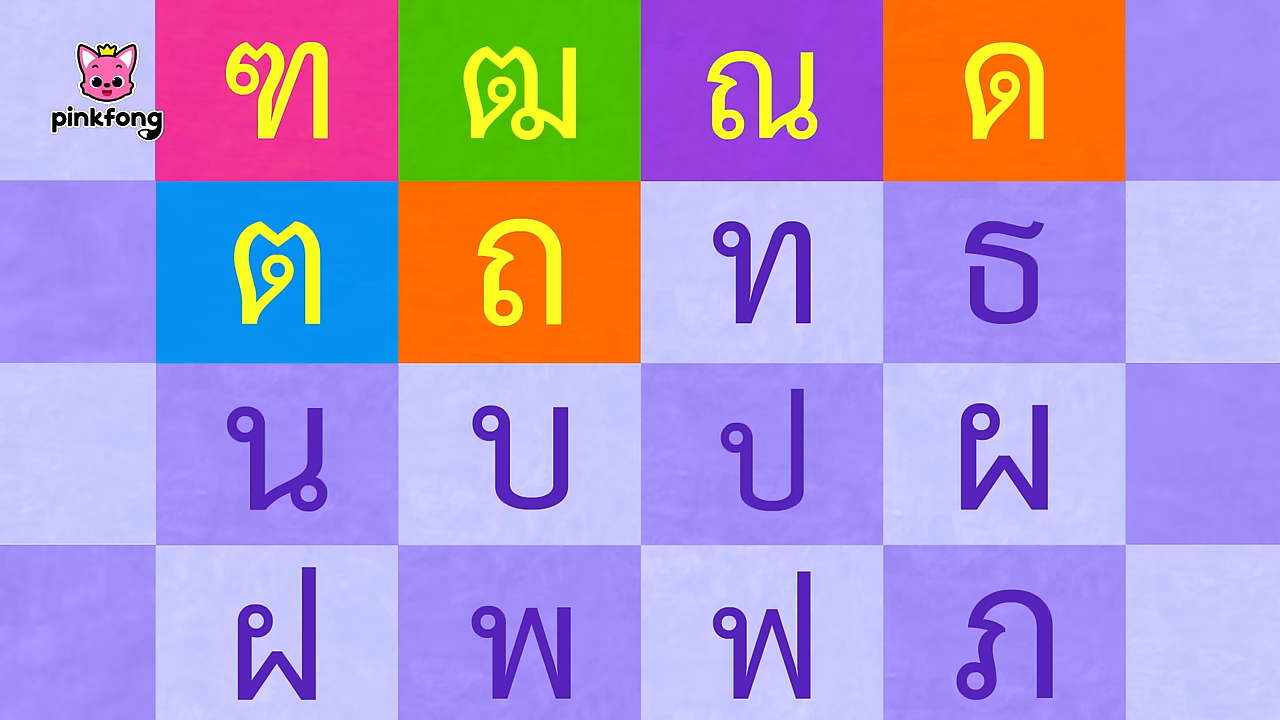 pinkfong
ฑ ฒ ณ ด
ต ถ ท ธ
น บ ป ผ
ฝ พ ฟ ภ